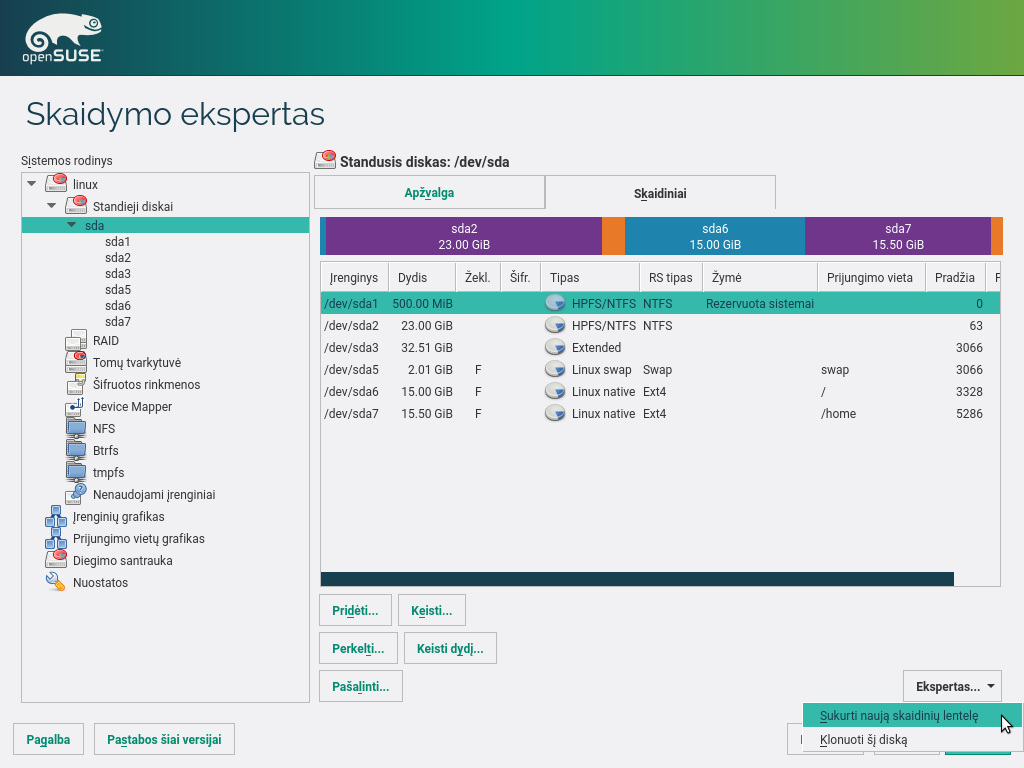 openSUSE
Skaidymo ekspertas
Sistemos rodinys
linux
Standieji diskai
sda
sda1
sda2
sda3
sda5
sda6
sda7
RAID
Tomų tvarkytuvė
Šifruotos rinkmenos
Device Mapper
NFS
Btrfs
tmpfs
Nenaudojami įrenginiai
Įrenginių grafikas
Prijungimo vietų grafikas
Diegimo santrauka
Nuostatos
Standusis diskas: /dev/sda
Apžvalga Skaidiniai
sda2 sda6 sda7
23.00 GiB 15.00 GiB 15.50 GiB
Įrenginys Dydis Žekl. Šifr. Tipas RS tipas Žymė Prijungimo vieta Pradžia
/dev/sda1 500.00 MiB HPFS/NTFS NTFS Rezervuota sistemai 0
/dev/sda2 23.00 GiB HPFS/NTFS NTFS 63
/dev/sda3 32.51 GiB Extended 3066
/dev/sda5 2.01 GiB F Linux swap Swap swap 3066
/dev/sda6 15.00 GiB F Linux native Ext4 / 3328
/dev/sda7 15.50 GiB F Linux native Ext4 /home 5286
Pridėti... Keisti...
Perkelti... Keisti dydį...
Pašalinti... Ekspertas...
Sukurti naują skaidinių lentelę
Klonuoti šį diską
Pagalba Pastabos šiai versijai